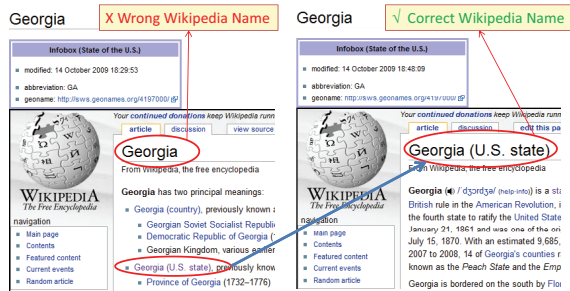 Georgia
X Wrong Wikipedia Name
Infobox (State of the U.S.)
modified: 14 October 2009 18:29:53
abbreviation: GA
geoname: http://sws.geonames.org/4197000/
Your continued donations keep Wikipedia runn
article discussion view source
Georgia
From Wikipedia, the free encyclopedia
Georgia has two principal meanings:
Georgia (country), previously known a
Georgian Soviet Socialist Republic
Democratic Republic of Georgia (
Georgian Kingdom, various earlier
Georgia (U.S. state), previously know
Province of Georgia (1732–1776)
WIKIPEDIA
The Free Encyclopedia
navigation
Main page
Contents
Featured content
Current events
Random article
Georgia
√ Correct Wikipedia Name
Infobox (State of the U.S.)
modified: 14 October 2009 18:48:09
abbreviation: GA
geoname: http://sws.geonames.org/4197000/
Your continued donations keep Wikipedia runn
article discussion edit this pa
Georgia (U.S. state)
From Wikipedia, the free encyclopedia
Georgia (/ˈdʒɔrdʒə/ (help·info)) is a sta
British rule in the American Revolution, i
the fourth state to ratify the United State
January 21, 1861 and was one of the ori
July 15, 1870. With an estimated 9,685,
2007 to 2008, 14 of Georgia's counties r
known as the Peach State and the Emp
Georgia is bordered on the south by Flor
WIKIPEDIA
The Free Encyclopedia
navigation
Main page
Contents
Featured content
Current events
Random article